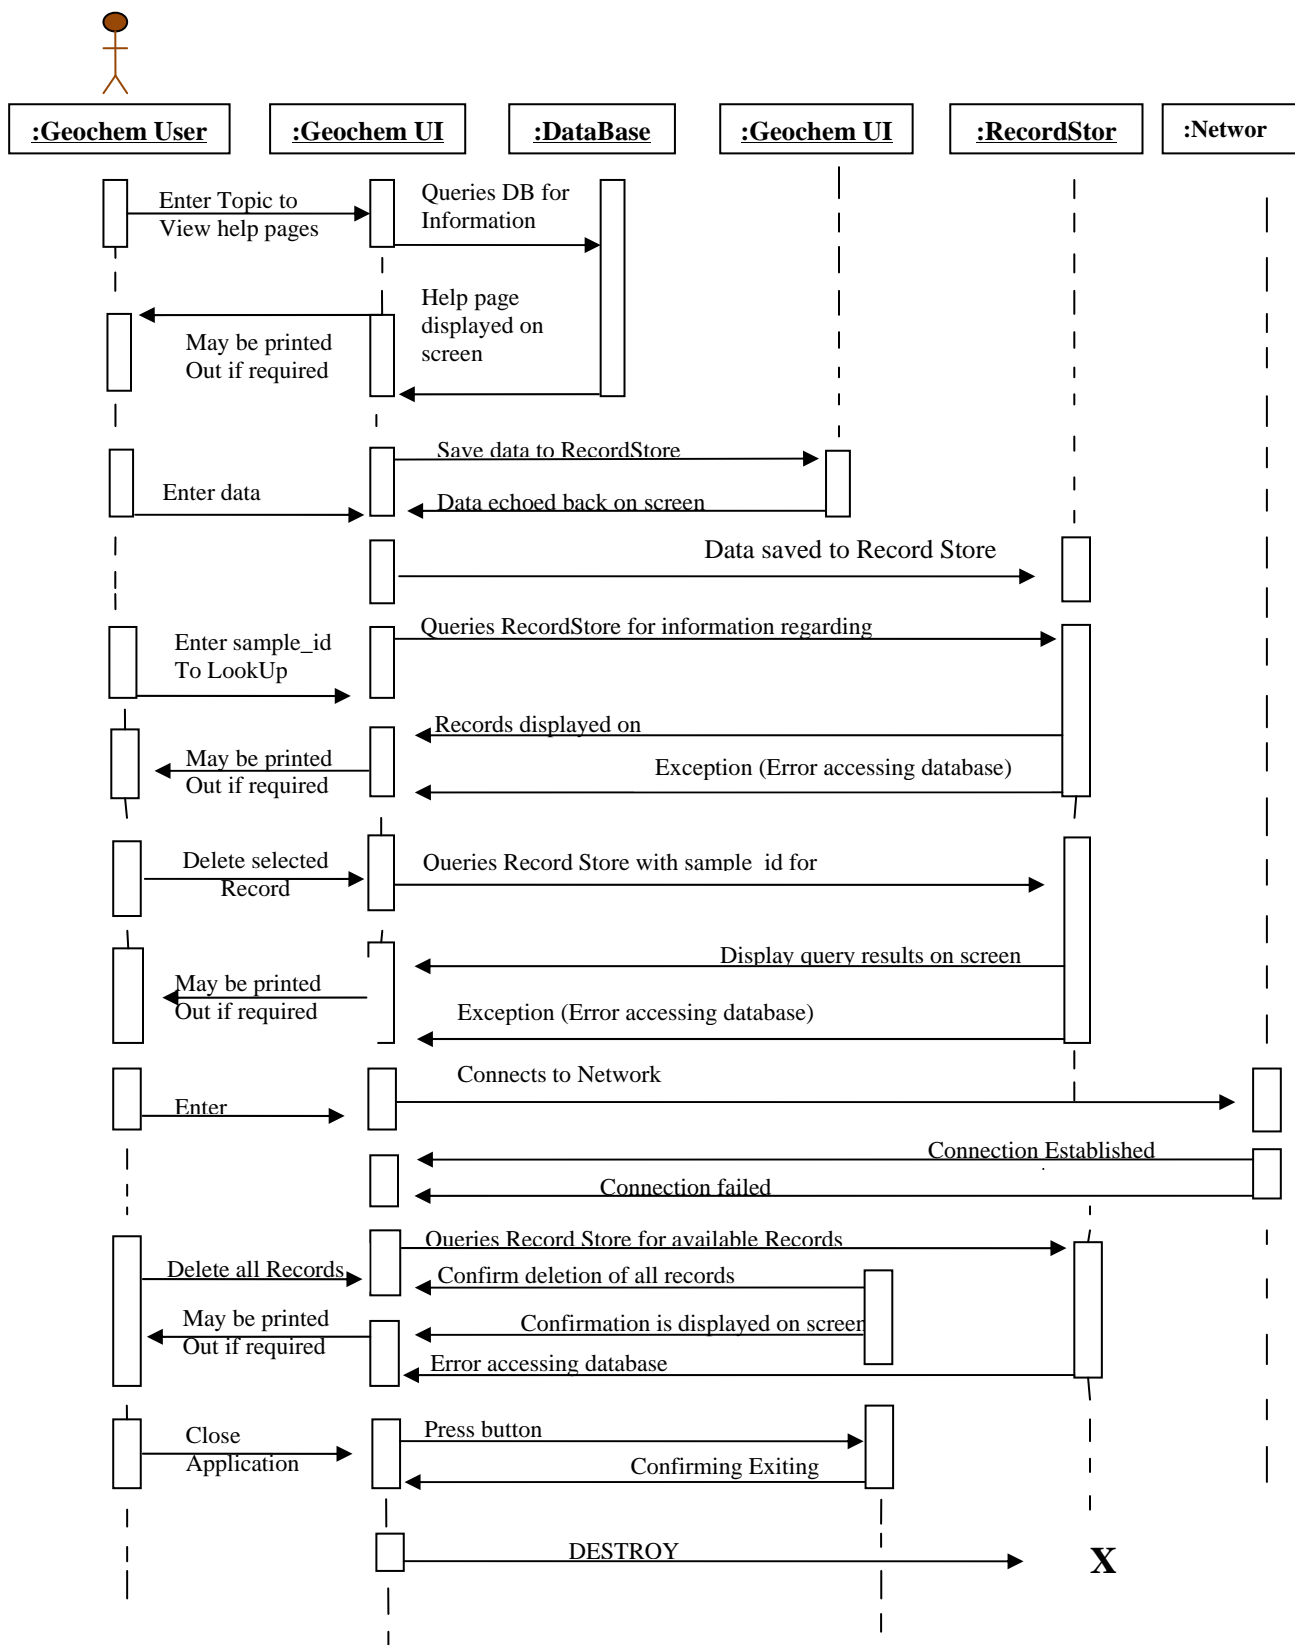 :Geochem User
:Geochem UI
:DataBase
:Geochem UI
:RecordStor
:Networ
Enter Topic to
View help pages
Queries DB for
Information
Help page
displayed on
screen
May be printed
Out if required
Save data to RecordStore
Enter data
Data echoed back on screen
Data saved to Record Store
Enter sample_id
To LookUp
Queries RecordStore for information regarding
Records displayed on
May be printed
Out if required
Exception (Error accessing database)
Delete selected
Record
Queries Record Store with sample_id for
Display query results on screen
May be printed
Out if required
Exception (Error accessing database)
Connects to Network
Enter
Connection Established
Connection failed
Queries Record Store for available Records
Delete all Records
Confirm deletion of all records
May be printed
Out if required
Confirmation is displayed on screen
Error accessing database
Close
Application
Press button
Confirming Exiting
DESTROY
X